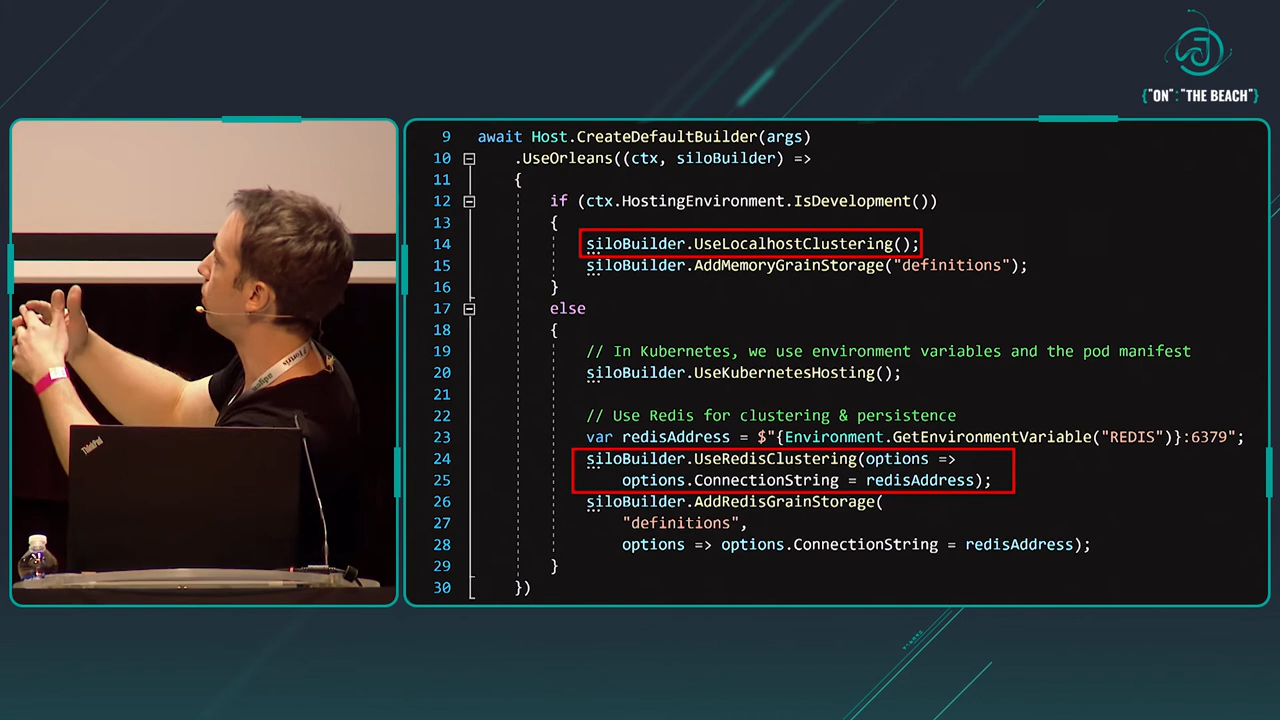 {"ON":"THE BEACH"}
9 await Host.CreateDefaultBuilder(args)
10 .UseOrleans((ctx, siloBuilder) =>
11 {
12 if (ctx.HostingEnvironment.IsDevelopment())
13 {
14 siloBuilder.UseLocalhostClustering();
15 siloBuilder.AddMemoryGrainStorage("definitions");
16 }
17 else
18 {
19 // In Kubernetes, we use environment variables and the pod manifest
20 siloBuilder.UseKubernetesHosting();
21
22 // Use Redis for clustering & persistence
23 var redisAddress = $"{Environment.GetEnvironmentVariable("REDIS")}:6379";
24 siloBuilder.UseRedisClustering(options =>
25 options.ConnectionString = redisAddress);
26 siloBuilder.AddRedisGrainStorage(
27 "definitions",
28 options => options.ConnectionString = redisAddress);
29 }
30 })
ThinkPad